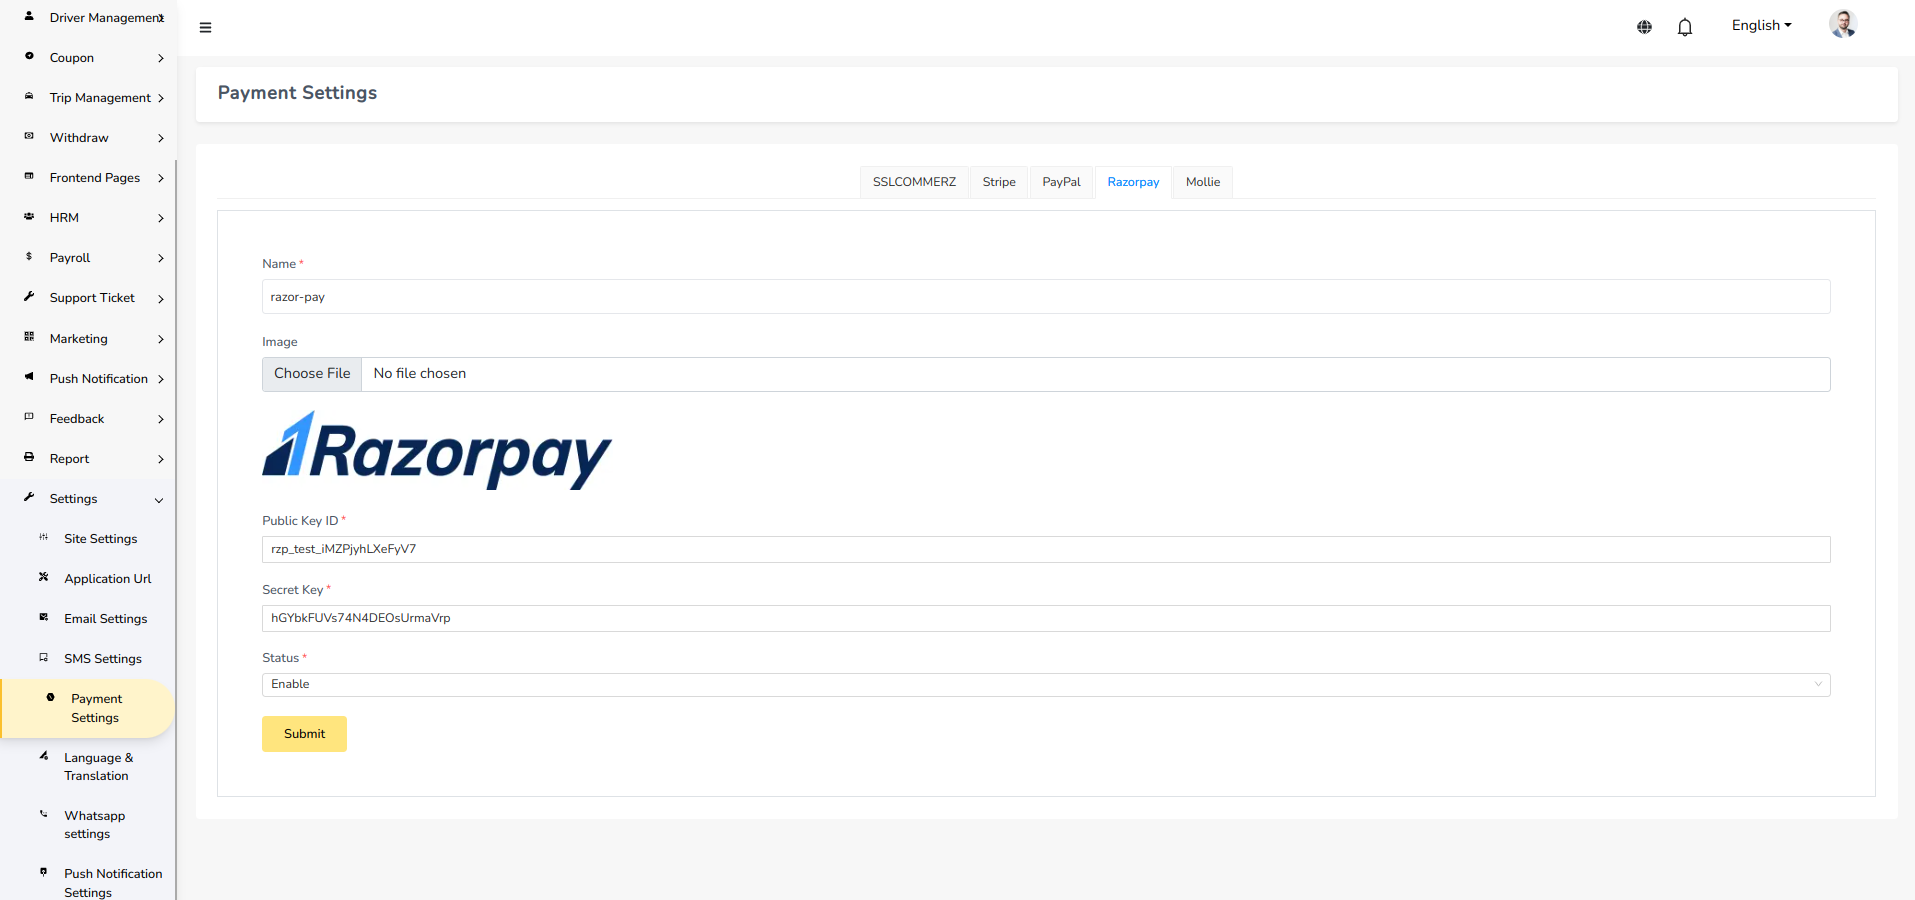 Driver Management
Coupon
Trip Management
Withdraw
Frontend Pages
HRM
Payroll
Support Ticket
Marketing
Push Notification
Feedback
Report
Settings
Site Settings
Application Url
Email Settings
SMS Settings
Payment
Settings
Language &
Translation
Whatsapp
settings
Push Notification
Settings
English
Payment Settings
SSLCOMMERZ Stripe PayPal Razorpay Mollie
Name *
razor-pay
Image
Choose File No file chosen
Razorpay
Public Key ID *
rzp_test_iMZPjyhLXeFyV7
Secret Key *
hGYbkFUVs74N4DEOsUrmaVrp
Status *
Enable
Submit